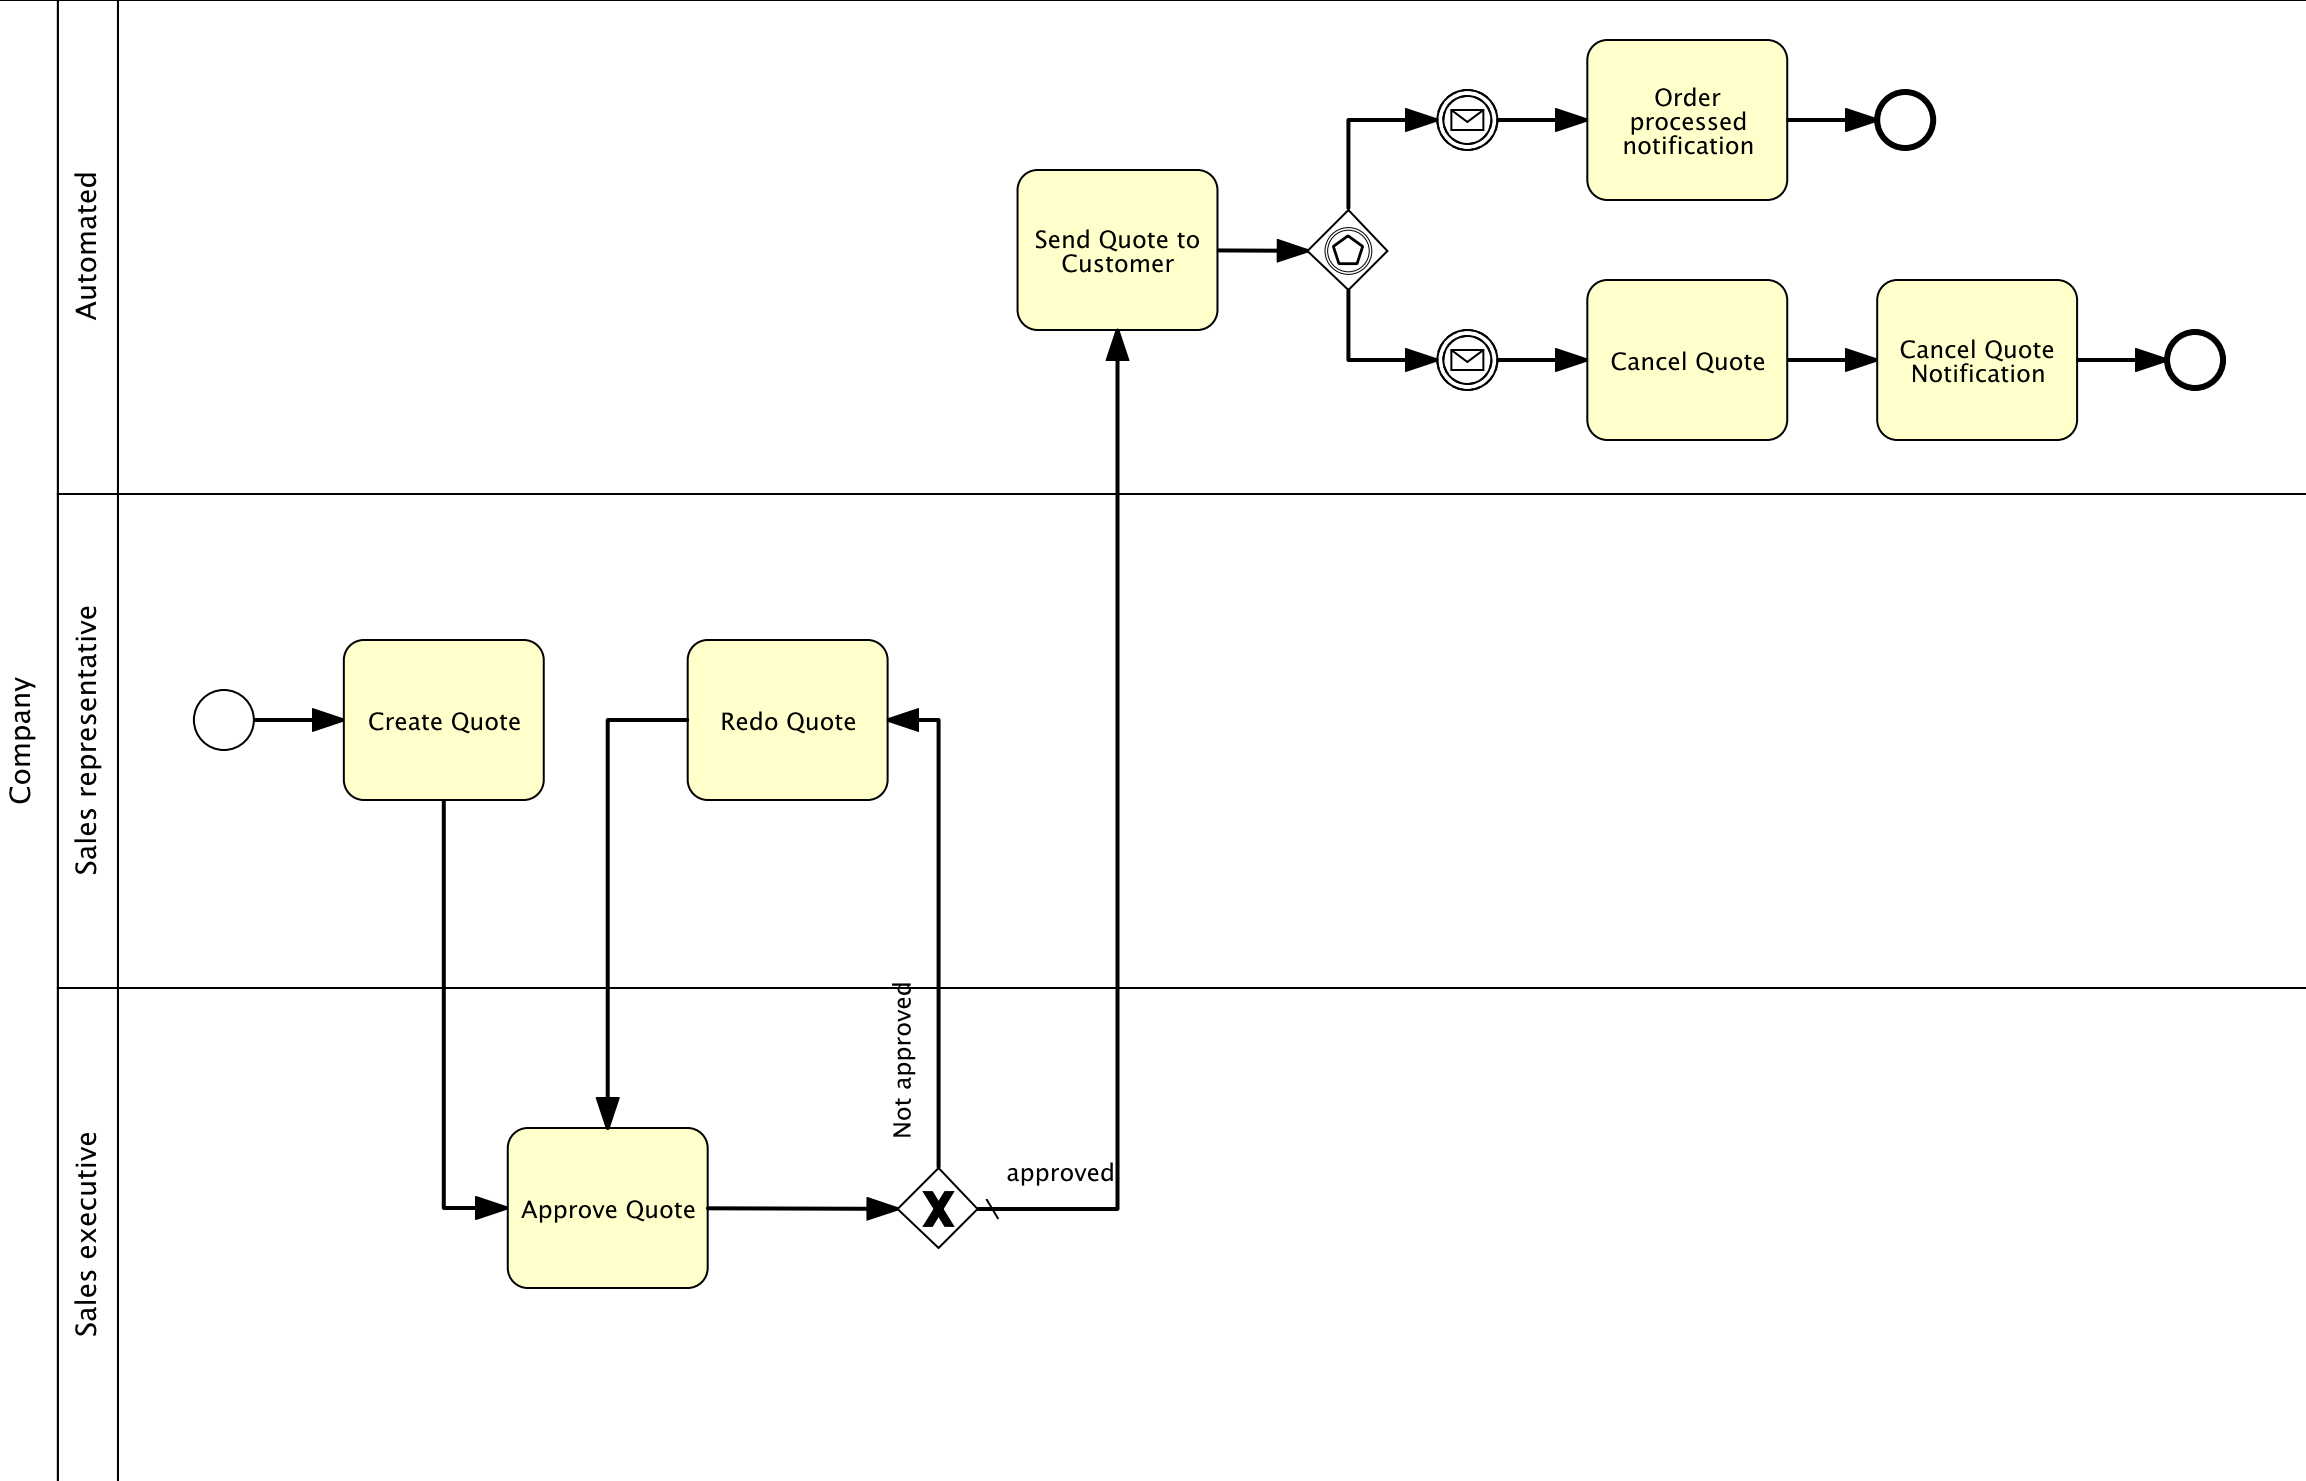 Company
Automated
Order
processed
notification
Send Quote to
Customer
Cancel Quote
Cancel Quote
Notification
Sales representative
Create Quote
Redo Quote
Not approved
Sales executive
approved
Approve Quote